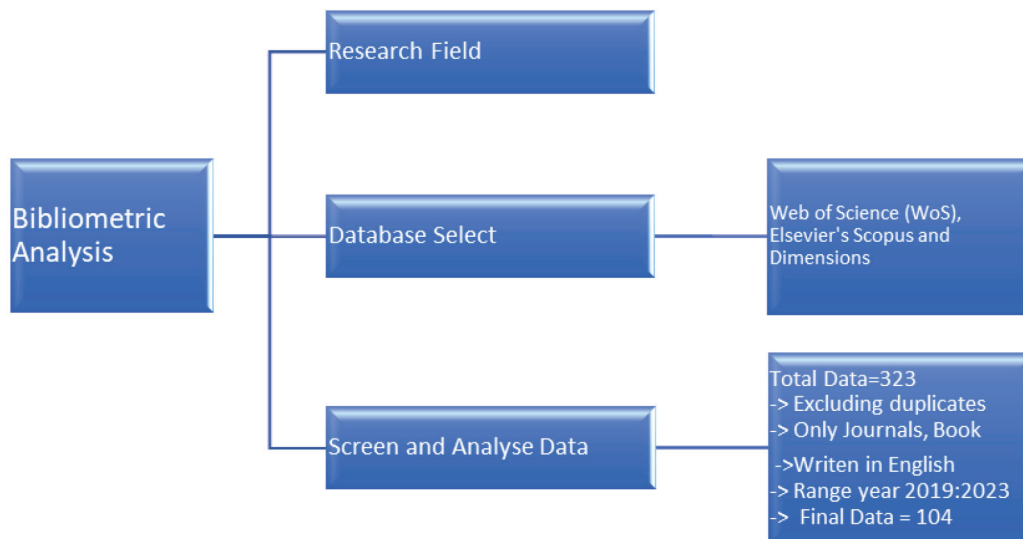 Research Field
Bibliometric
Analysis
Database Select
Web of Science (WoS),
Elsevier's Scopus and
Dimensions
Screen and Analyse Data
Total Data=323
-> Excluding duplicates
-> Only Journals, Book
->Writen in English
-> Range year 2019:2023
-> Final Data = 104